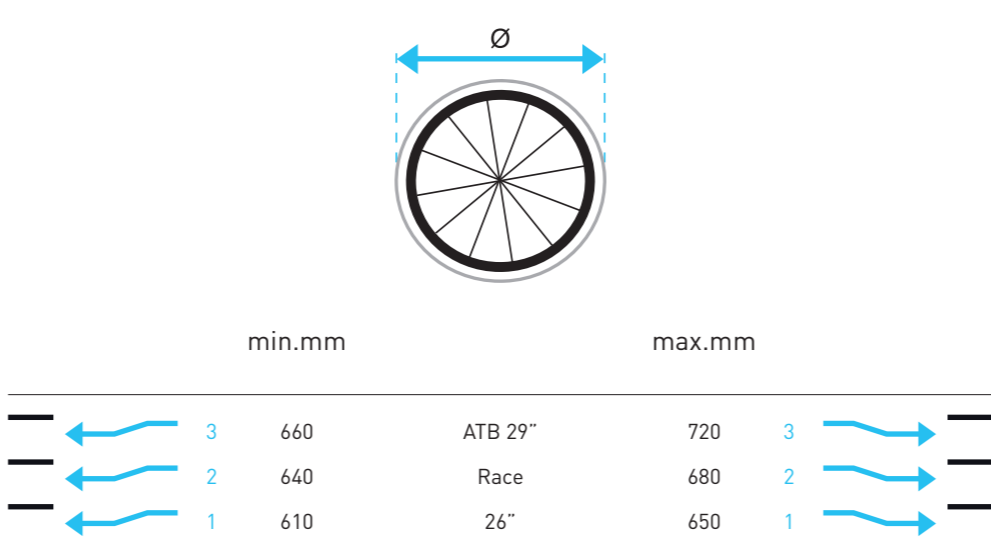 Ø
min.mm max.mm
3 660 ATB 29” 720 3
2 640 Race 680 2
1 610 26” 650 1